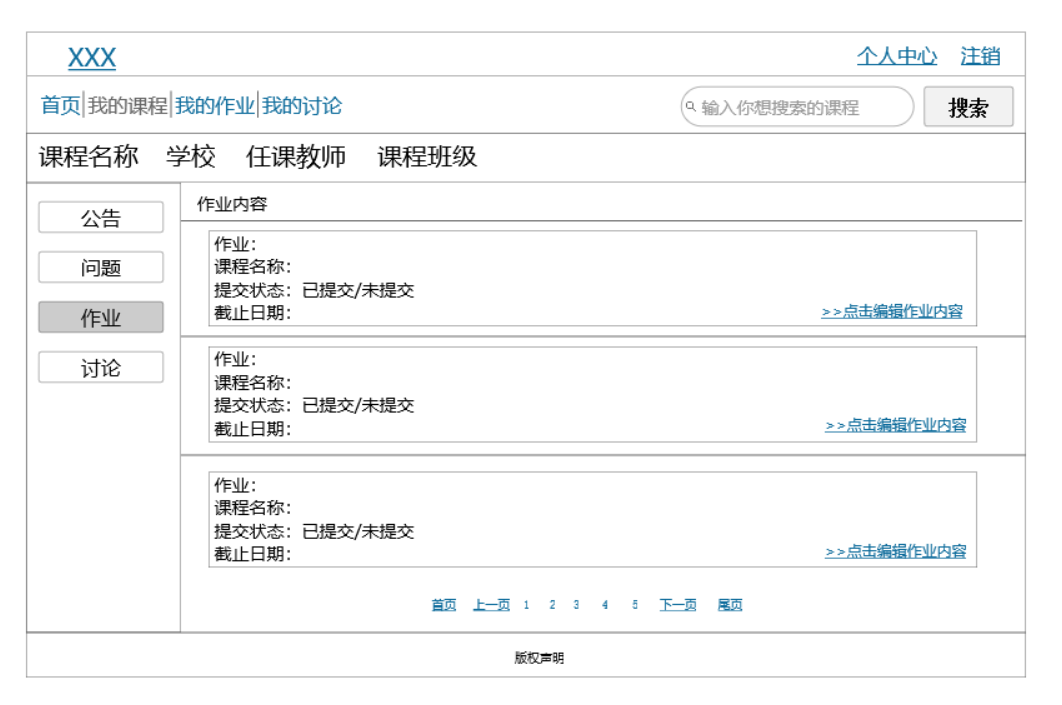 XXX 个人中心 注销
首页 我的课程 我的作业 我的讨论 输入你想搜索的课程 搜索
课程名称 学校 任课教师 课程班级
公告
问题
作业
讨论
作业内容
作业：
课程名称：
提交状态：已提交/未提交
截止日期：
>>点击编辑作业内容
作业：
课程名称：
提交状态：已提交/未提交
截止日期：
>>点击编辑作业内容
作业：
课程名称：
提交状态：已提交/未提交
截止日期：
>>点击编辑作业内容
首页 上一页 1 2 3 4 5 下一页 尾页
版权声明